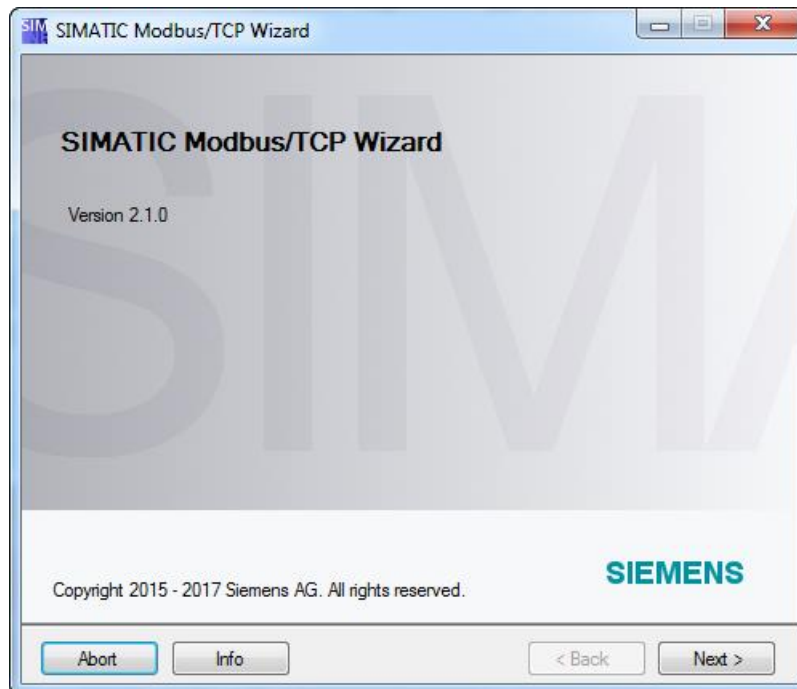 SIMATIC Modbus/TCP Wizard
SIMATIC Modbus/TCP Wizard
Version 2.1.0
SIEMENS
Copyright 2015 - 2017 Siemens AG. All rights reserved.
Abort Info < Back Next >